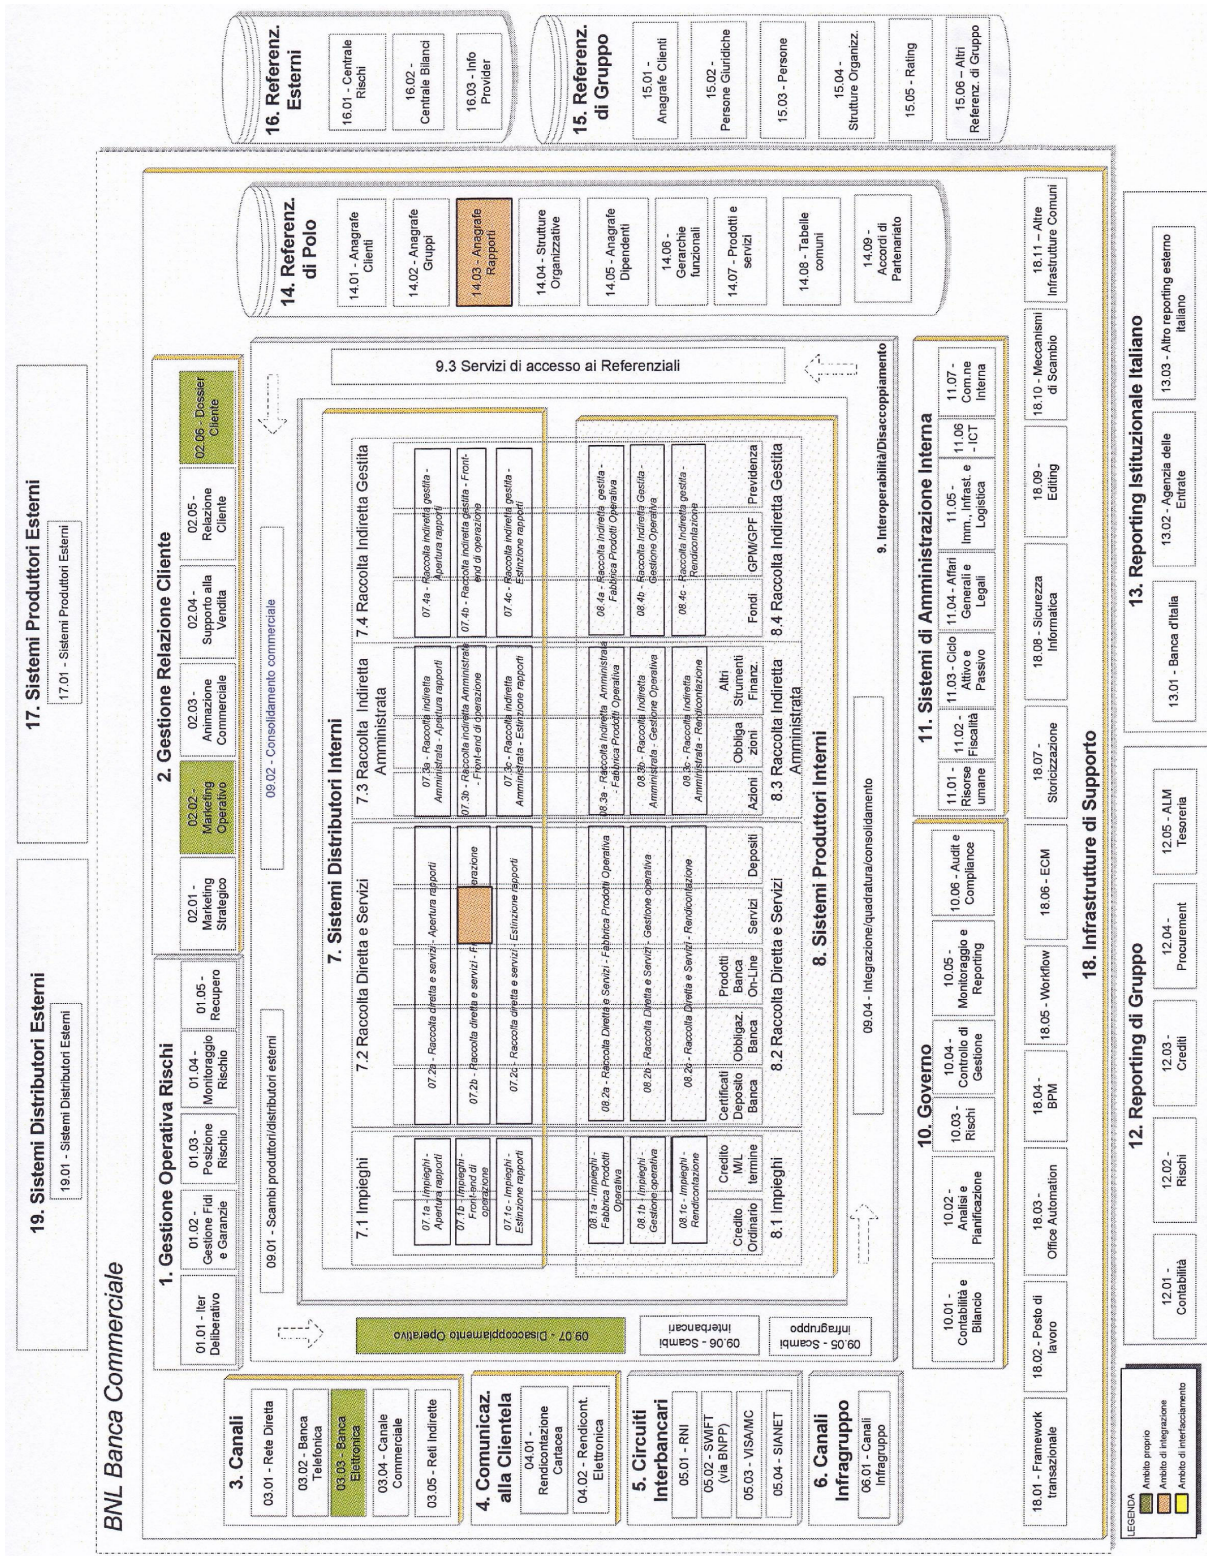 17. Sistemi Produttori Esterni
17.01 - Sistemi Produttori Esterni
19. Sistemi Distributori Esterni
19.01 - Sistemi Distributori Esterni
BNL Banca Commerciale
1. Gestione Operativa Rischi
01.01 - Iter
Deliberativo
01.02 -
Gestione Fidi
e Garanzie
01.03 -
Posizione
Rischio
01.04 -
Monitoraggio
Rischio
01.05 -
Recupero
2. Gestione Relazione Cliente
02.01 -
Marketing
Strategico
02.02 -
Marketing
Operativo
02.03 -
Animazione
Commerciale
02.04 -
Supporto alla
Vendita
02.05 -
Relazione
Cliente
02.06 - Dossier
Cliente
3. Canali
03.01 - Rete Diretta
03.02 - Banca
Telefonica
03.03 - Banca
Elettronica
03.04 - Canale
Commerciale
03.05 - Reti Indirette
4. Comunicaz.
alla Clientela
04.01 -
Rendicontazione
Cartacea
04.02 - Rendicont.
Elettronica
5. Circuiti
Interbancari
05.01 - RNI
05.02 - SWIFT
(via BNPP)
05.03 - VISA/MC
05.04 - SIANET
6. Canali
Infragruppo
06.01 - Canali
Infragruppo
09.01 - Scambi produttori/distributori esterni
09.02 - Consolidamento commerciale
09.07 - Disaccoppiamento Operativo
09.06 - Scambi
interbancari
09.05 - Scambi
infragruppo
7. Sistemi Distributori Interni
7.1 Impieghi
7.2 Raccolta Diretta e Servizi
7.3 Raccolta Indiretta
Amministrata
7.4 Raccolta Indiretta Gestita
07.1a - Impieghi -
Apertura rapporti
07.1b - Impieghi -
Front-end di
operazione
07.1c - Impieghi -
Estinzione rapporti
07.2a - Raccolta diretta e servizi - Apertura rapporti
07.2b - Raccolta diretta e servizi - Fr
erazione
07.2c - Raccolta diretta e servizi - Estinzione rapporti
07.3a - Raccolta indiretta
Amministrata - Apertura rapporti
07.3b - Raccolta indiretta Amministrata
- Front-end di operazione
07.3c - Raccolta indiretta
Amministrata - Estinzione rapporti
07.4a - Raccolta Indiretta gestita -
Apertura rapporti
07.4b - Raccolta Indiretta gestita - Front-
end di operazione
07.4c - Raccolta Indiretta gestita -
Estinzione rapporti
08.1a - Impieghi -
Fabbrica Prodotti
Operativa
08.1b - Impieghi -
Gestione operativa
08.1c - Impieghi -
Rendicontazione
08.2a - Raccolta Diretta e Servizi - Fabbrica Prodotti Operativa
08.2b - Raccolta Diretta e Servizi - Gestione operativa
08.2c - Raccolta Diretta e Servizi - Rendicontazione
08.3a - Raccolta Indiretta Amministrata
- Fabbrica Prodotti Operativa
08.3b - Raccolta Indiretta
Amministrata - Gestione Operativa
08.3c - Raccolta Indiretta
Amministrata - Rendicontazione
08.4a - Raccolta Indiretta gestita -
- Fabbrica Prodotti Operativa
08.4b - Raccolta Indiretta Gestita -
Gestione Operativa
08.4c - Raccolta Indiretta gestita -
Rendicontazione
Credito
Ordinario
Credito
M/L
termine
Certificati
Deposito
Banca
Obbligaz.
Banca
Prodotti
Banca
On-Line
Servizi
Depositi
Azioni
Obbliga
zioni
Altri
Strumenti
Finanz.
Fondi
GPM/GPF
Previdenza
8.1 Impieghi
8.2 Raccolta Diretta e Servizi
8.3 Raccolta Indiretta
Amministrata
8.4 Raccolta Indiretta Gestita
8. Sistemi Produttori Interni
9.3 Servizi di accesso ai Referenziali
09.04 - Integrazione/quadratura/consolidamento
9. Interoperabilità/Disaccoppiamento
10. Governo
10.01 -
Contabilità e
Bilancio
10.02 -
Analisi e
Pianificazione
10.03 -
Rischi
10.04 -
Controllo di
Gestione
10.05 -
Monitoraggio e
Reporting
10.06 - Audit e
Compliance
11. Sistemi di Amministrazione Interna
11.01 -
Risorse
umane
11.02 -
Fiscalità
11.03 - Ciclo
Attivo e
Passivo
11.04 - Affari
Generali e
Legali
11.05 -
Imm., Infrast. e
Logistica
11.06
- ICT
11.07 -
Com.ne
Interna
14. Referenz.
di Polo
14.01 - Anagrafe
Clienti
14.02 - Anagrafe
Gruppi
14.03 - Anagrafe
Rapporti
14.04 - Strutture
Organizzative
14.05 - Anagrafe
Dipendenti
14.06 -
Gerarchie
funzionali
14.07 - Prodotti e
servizi
14.08 - Tabelle
comuni
14.09 -
Accordi di
Partenariato
16. Referenz.
Esterni
16.01 - Centrale
Rischi
16.02 -
Centrale Bilanci
16.03 - Info
Provider
15. Referenz.
di Gruppo
15.01 -
Anagrafe Clienti
15.02 -
Persone Giuridiche
15.03 - Persone
15.04 -
Strutture Organizz.
15.05 - Rating
15.06 – Altri
Referenz. di Gruppo
18.01 - Framework
transazionale
18.02 - Posto di
lavoro
18.03 -
Office Automation
18.04 -
BPM
18.05 - Workflow
18.06 - ECM
18.07 -
Storicizzazione
18.08 - Sicurezza
Informatica
18.09 -
Editing
18.10 - Meccanismi
di Scambio
18.11 – Altre
Infrastrutture Comuni
18. Infrastrutture di Supporto
12. Reporting di Gruppo
12.01 -
Contabilità
12.02 -
Rischi
12.03 -
Crediti
12.04 -
Procurement
12.05 - ALM
Tesoreria
13. Reporting Istituzionale Italiano
13.01 - Banca d'Italia
13.02 - Agenzia delle
Entrate
13.03 - Altro reporting esterno
italiano
LEGENDA
Ambito proprio
Ambito di integrazione
Ambito di interfacciamento